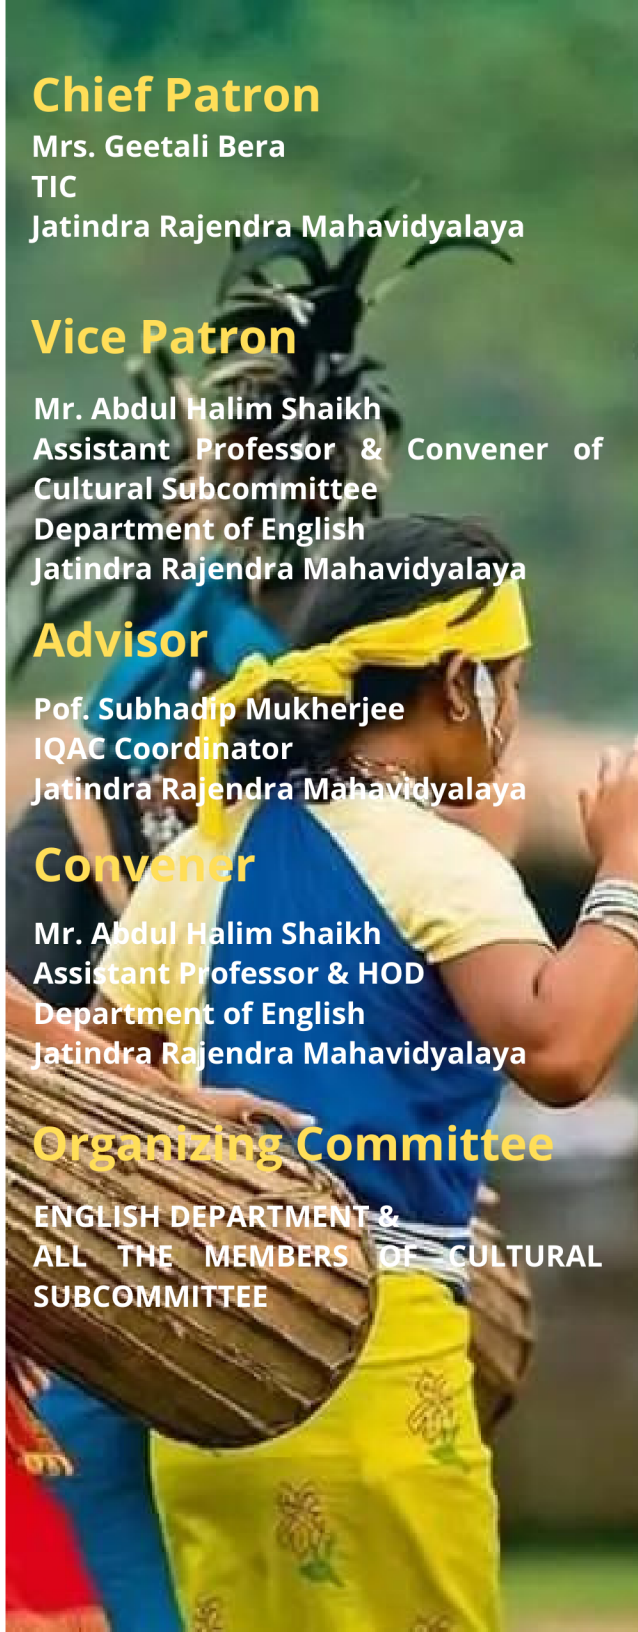 Chief Patron
Mrs. Geetali Bera
TIC
Jatindra Rajendra Mahavidyalaya
Vice Patron
Mr. Abdul Halim Shaikh
Assistant Professor & Convener of
Cultural Subcommittee
Department of English
Jatindra Rajendra Mahavidyalaya
Advisor
Pof. Subhadip Mukherjee
IQAC Coordinator
Jatindra Rajendra Mahavidyalaya
Convener
Mr. Abdul Halim Shaikh
Assistant Professor & HOD
Department of English
Jatindra Rajendra Mahavidyalaya
Organizing Committee
ENGLISH DEPARTMENT &
ALL THE MEMBERS OF CULTURAL
SUBCOMMITTEE